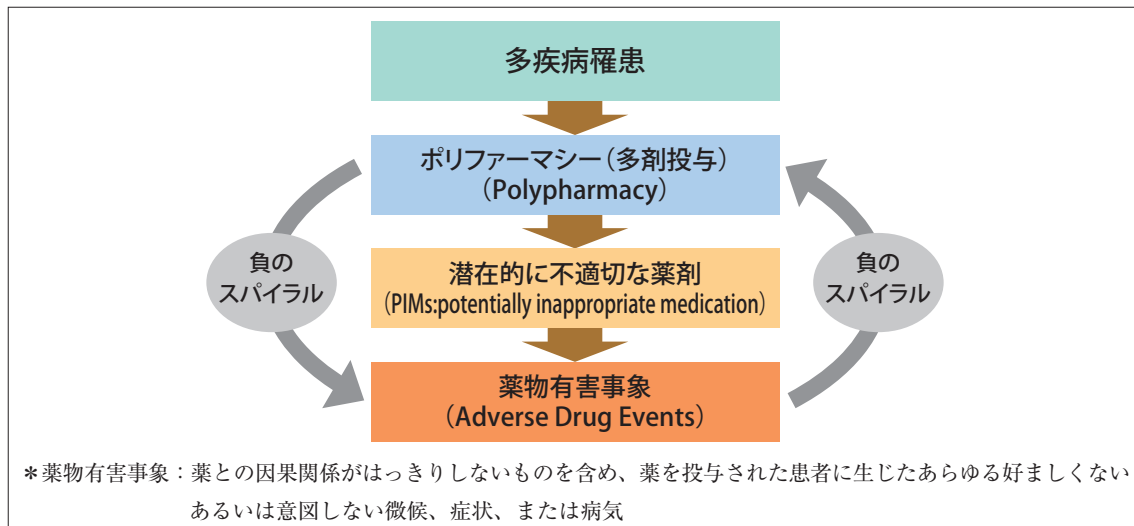 多疾病罹患
ポリファーマシー（多剤投与）
（Polypharmacy）
潜在的に不適切な薬剤
（PIMs:potentially inappropriate medication）
薬物有害事象
（Adverse Drug Events）
負の
スパイラル
負の
スパイラル
＊薬物有害事象：薬との因果関係がはっきりしないものを含め、薬を投与された患者に生じたあらゆる好ましくない
あるいは意図しない徴候、症状、または病気